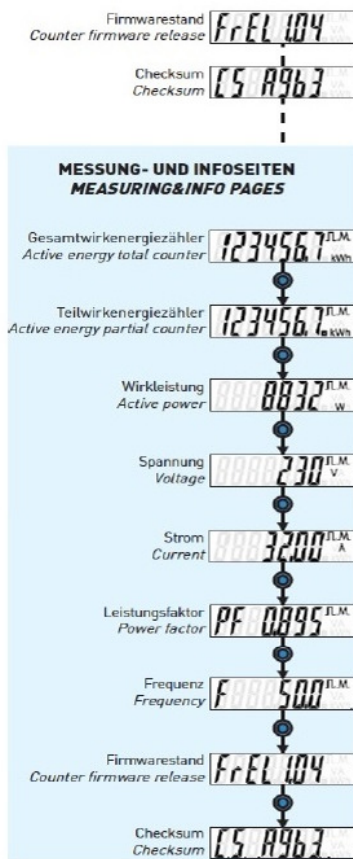 Firmwarestand
Counter firmware release
FrEL 1.04
Checksum
Checksum
CS A9b3
MESSUNG- UND INFOSEITEN
MEASURING&INFO PAGES
Gesamtwirkenergiezähler
Active energy total counter
123456.7 kWh
Teilwirkenergiezähler
Active energy partial counter
123456.7 kWh
Wirkleistung
Active power
8832 W
Spannung
Voltage
230 V
Strom
Current
32.00 A
Leistungsfaktor
Power factor
PF 0.895
Frequenz
Frequency
F 50.0
Firmwarestand
Counter firmware release
FrEL 1.04
Checksum
Checksum
CS A9b3